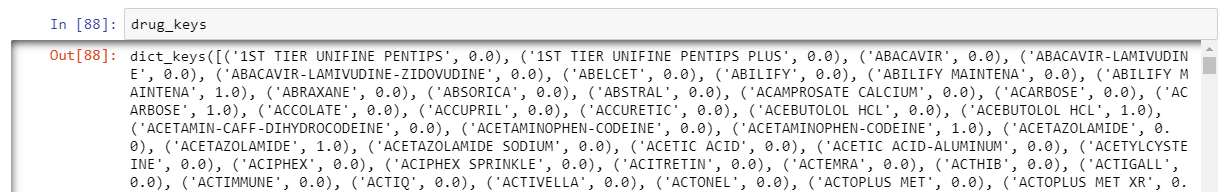 In [88]: drug_keys
Out[88]: dict_keys([('1ST TIER UNIFINE PENTIPS', 0.0), ('1ST TIER UNIFINE PENTIPS PLUS', 0.0), ('ABACAVIR', 0.0), ('ABACAVIR-LAMIVUDIN
E', 0.0), ('ABACAVIR-LAMIVUDINE-ZIDOVUDINE', 0.0), ('ABELCET', 0.0), ('ABILIFY', 0.0), ('ABILIFY MAINTENA', 0.0), ('ABILIFY M
AINTENA', 1.0), ('ABRAXANE', 0.0), ('ABSORICA', 0.0), ('ABSTRAL', 0.0), ('ACAMPROSATE CALCIUM', 0.0), ('ACARBOSE', 0.0), ('AC
ARBOSE', 1.0), ('ACCOLATE', 0.0), ('ACCUPRIL', 0.0), ('ACCURETIC', 0.0), ('ACEBUTOLOL HCL', 0.0), ('ACEBUTOLOL HCL', 1.0),
('ACETAMIN-CAFF-DIHYDROCODEINE', 0.0), ('ACETAMINOPHEN-CODEINE', 0.0), ('ACETAMINOPHEN-CODEINE', 1.0), ('ACETAZOLAMIDE', 0.
0), ('ACETAZOLAMIDE', 1.0), ('ACETAZOLAMIDE SODIUM', 0.0), ('ACETIC ACID', 0.0), ('ACETIC ACID-ALUMINUM', 0.0), ('ACETYLCYSTE
INE', 0.0), ('ACIPHEX', 0.0), ('ACIPHEX SPRINKLE', 0.0), ('ACITRETIN', 0.0), ('ACTEMRA', 0.0), ('ACTHIB', 0.0), ('ACTIGALL',
0.0), ('ACTIMMUNE', 0.0), ('ACTIQ', 0.0), ('ACTIVELLA', 0.0), ('ACTONEL', 0.0), ('ACTOPLUS MET', 0.0), ('ACTOPLUS MET XR', 0.